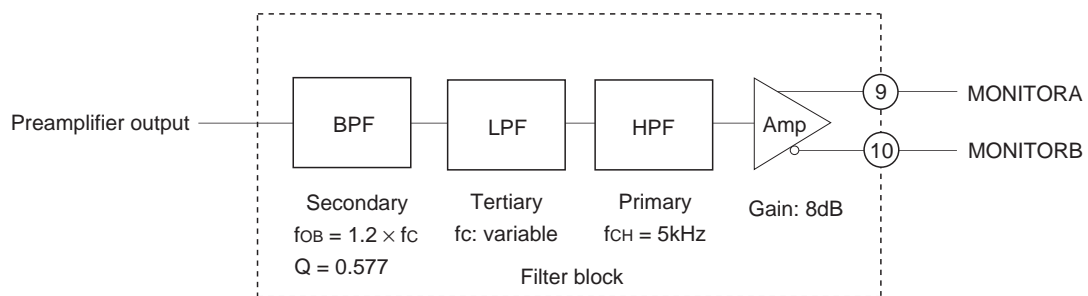 Preamplifier output
BPF
LPF
HPF
Amp
9
MONITORA
10
MONITORB
Secondary
fOB = 1.2 × fC
Q = 0.577
Tertiary
fC: variable
Primary
fCH = 5kHz
Gain: 8dB
Filter block